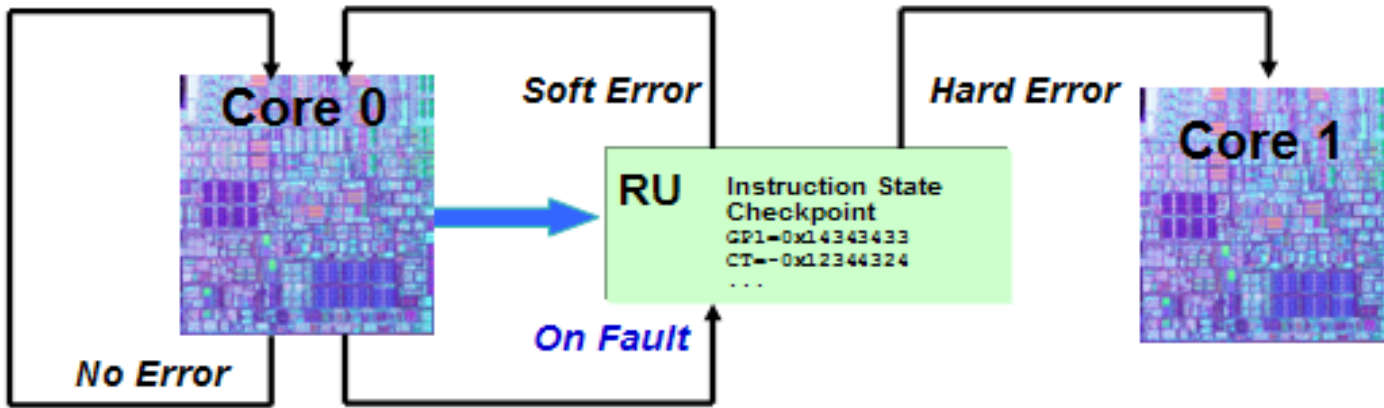 Core 0
Soft Error
Hard Error
Core 1
RU
Instruction State
Checkpoint
GP1=0x14343433
CT=-0x12344324
...
On Fault
No Error